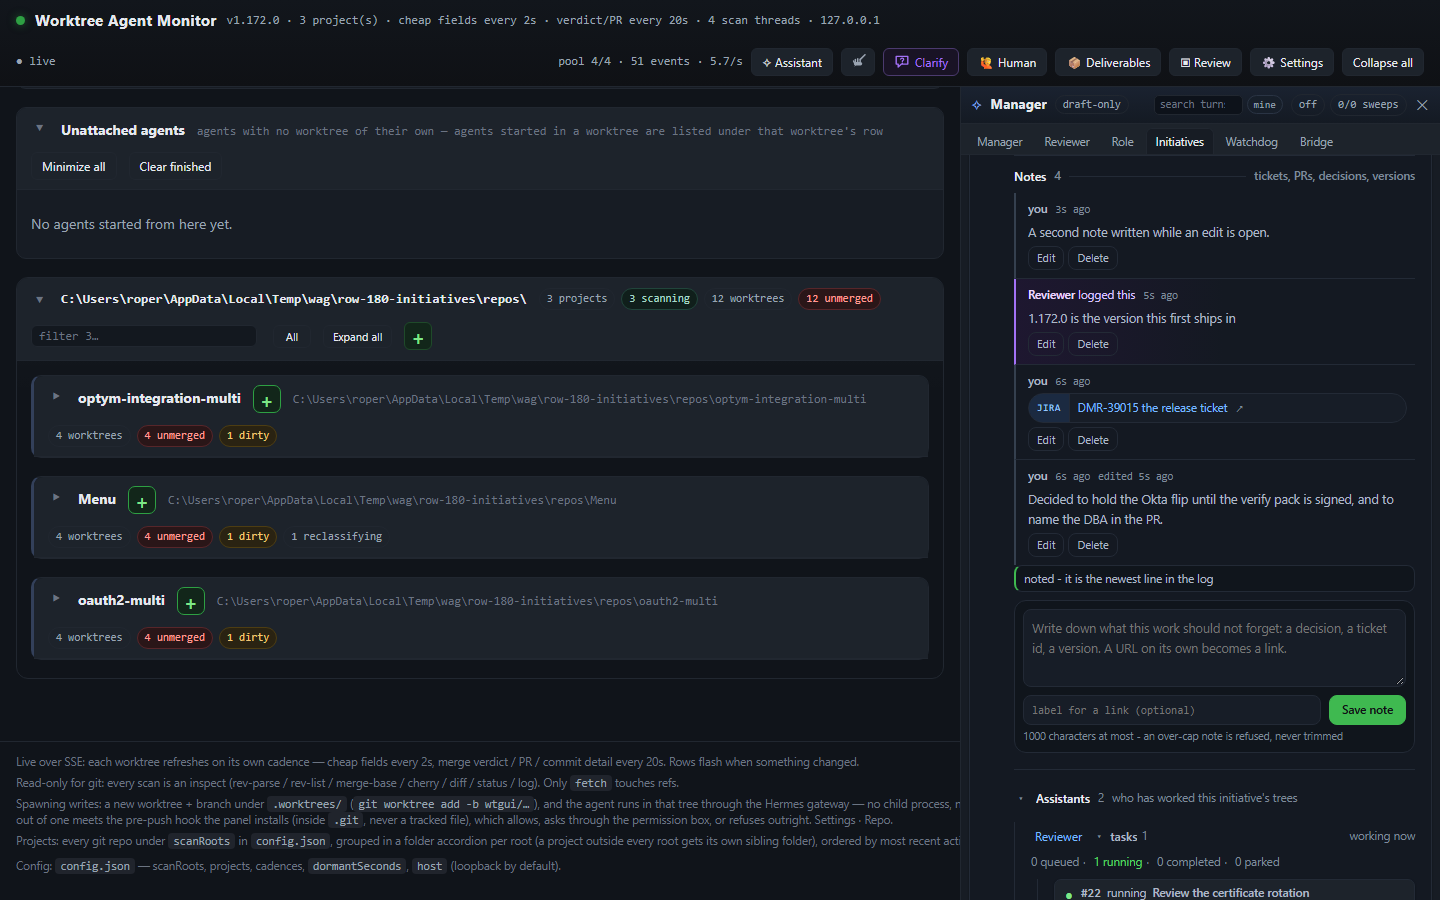 Worktree Agent Monitor v1.172.0 · 3 project(s) · cheap fields every 2s · verdict/PR every 20s · 4 scan threads · 127.0.0.1
live
pool 4/4 · 51 events · 5.7/s
Assistant
Clarify
Human
Deliverables
Review
Settings
Collapse all
Unattached agents agents with no worktree of their own — agents started in a worktree are listed under that worktree's row
Minimize all Clear finished
No agents started from here yet.
C:\Users\roper\AppData\Local\Temp\wag\row-180-initiatives\repos\ 3 projects 3 scanning 12 worktrees 12 unmerged
filter 3… All Expand all +
optym-integration-multi + C:\Users\roper\AppData\Local\Temp\wag\row-180-initiatives\repos\optym-integration-multi
4 worktrees 4 unmerged 1 dirty
Menu + C:\Users\roper\AppData\Local\Temp\wag\row-180-initiatives\repos\Menu
4 worktrees 4 unmerged 1 dirty 1 reclassifying
oauth2-multi + C:\Users\roper\AppData\Local\Temp\wag\row-180-initiatives\repos\oauth2-multi
4 worktrees 4 unmerged 1 dirty
Live over SSE: each worktree refreshes on its own cadence — cheap fields every 2s, merge verdict / PR / commit detail every 20s. Rows flash when something changed.
Read-only for git: every scan is an inspect (rev-parse / rev-list / merge-base / cherry / diff / status / log). Only fetch touches refs.
Spawning writes: a new worktree + branch under .worktrees/ ( git worktree add -b wtgui/… ), and the agent runs in that tree through the Hermes gateway — no child process,
out of one meets the pre-push hook the panel installs (inside .git, never a tracked file), which allows, asks through the permission box, or refuses outright. Settings · Repo.
Projects: every git repo under scanRoots in config.json, grouped in a folder accordion per root (a project outside every root gets its own sibling folder), ordered by most recent
Config: config.json — scanRoots, projects, cadences, dormantSeconds, host (loopback by default).
Manager draft-only search turn: mine off 0/0 sweeps
Manager Reviewer Role Initiatives Watchdog Bridge
Notes 4 tickets, PRs, decisions, versions
you 3s ago
A second note written while an edit is open.
Edit Delete
Reviewer logged this 5s ago
1.172.0 is the version this first ships in
Edit Delete
you 6s ago
JIRA DMR-39015 the release ticket ↗
Edit Delete
you 6s ago edited 5s ago
Decided to hold the Okta flip until the verify pack is signed, and to
name the DBA in the PR.
Edit Delete
noted - it is the newest line in the log
Write down what this work should not forget: a decision, a ticket
id, a version. A URL on its own becomes a link.
label for a link (optional) Save note
1000 characters at most - an over-cap note is refused, never trimmed
Assistants 2 who has worked this initiative's trees
Reviewer tasks 1 working now
0 queued · 1 running · 0 completed · 0 parked
#22 running Review the certificate rotation